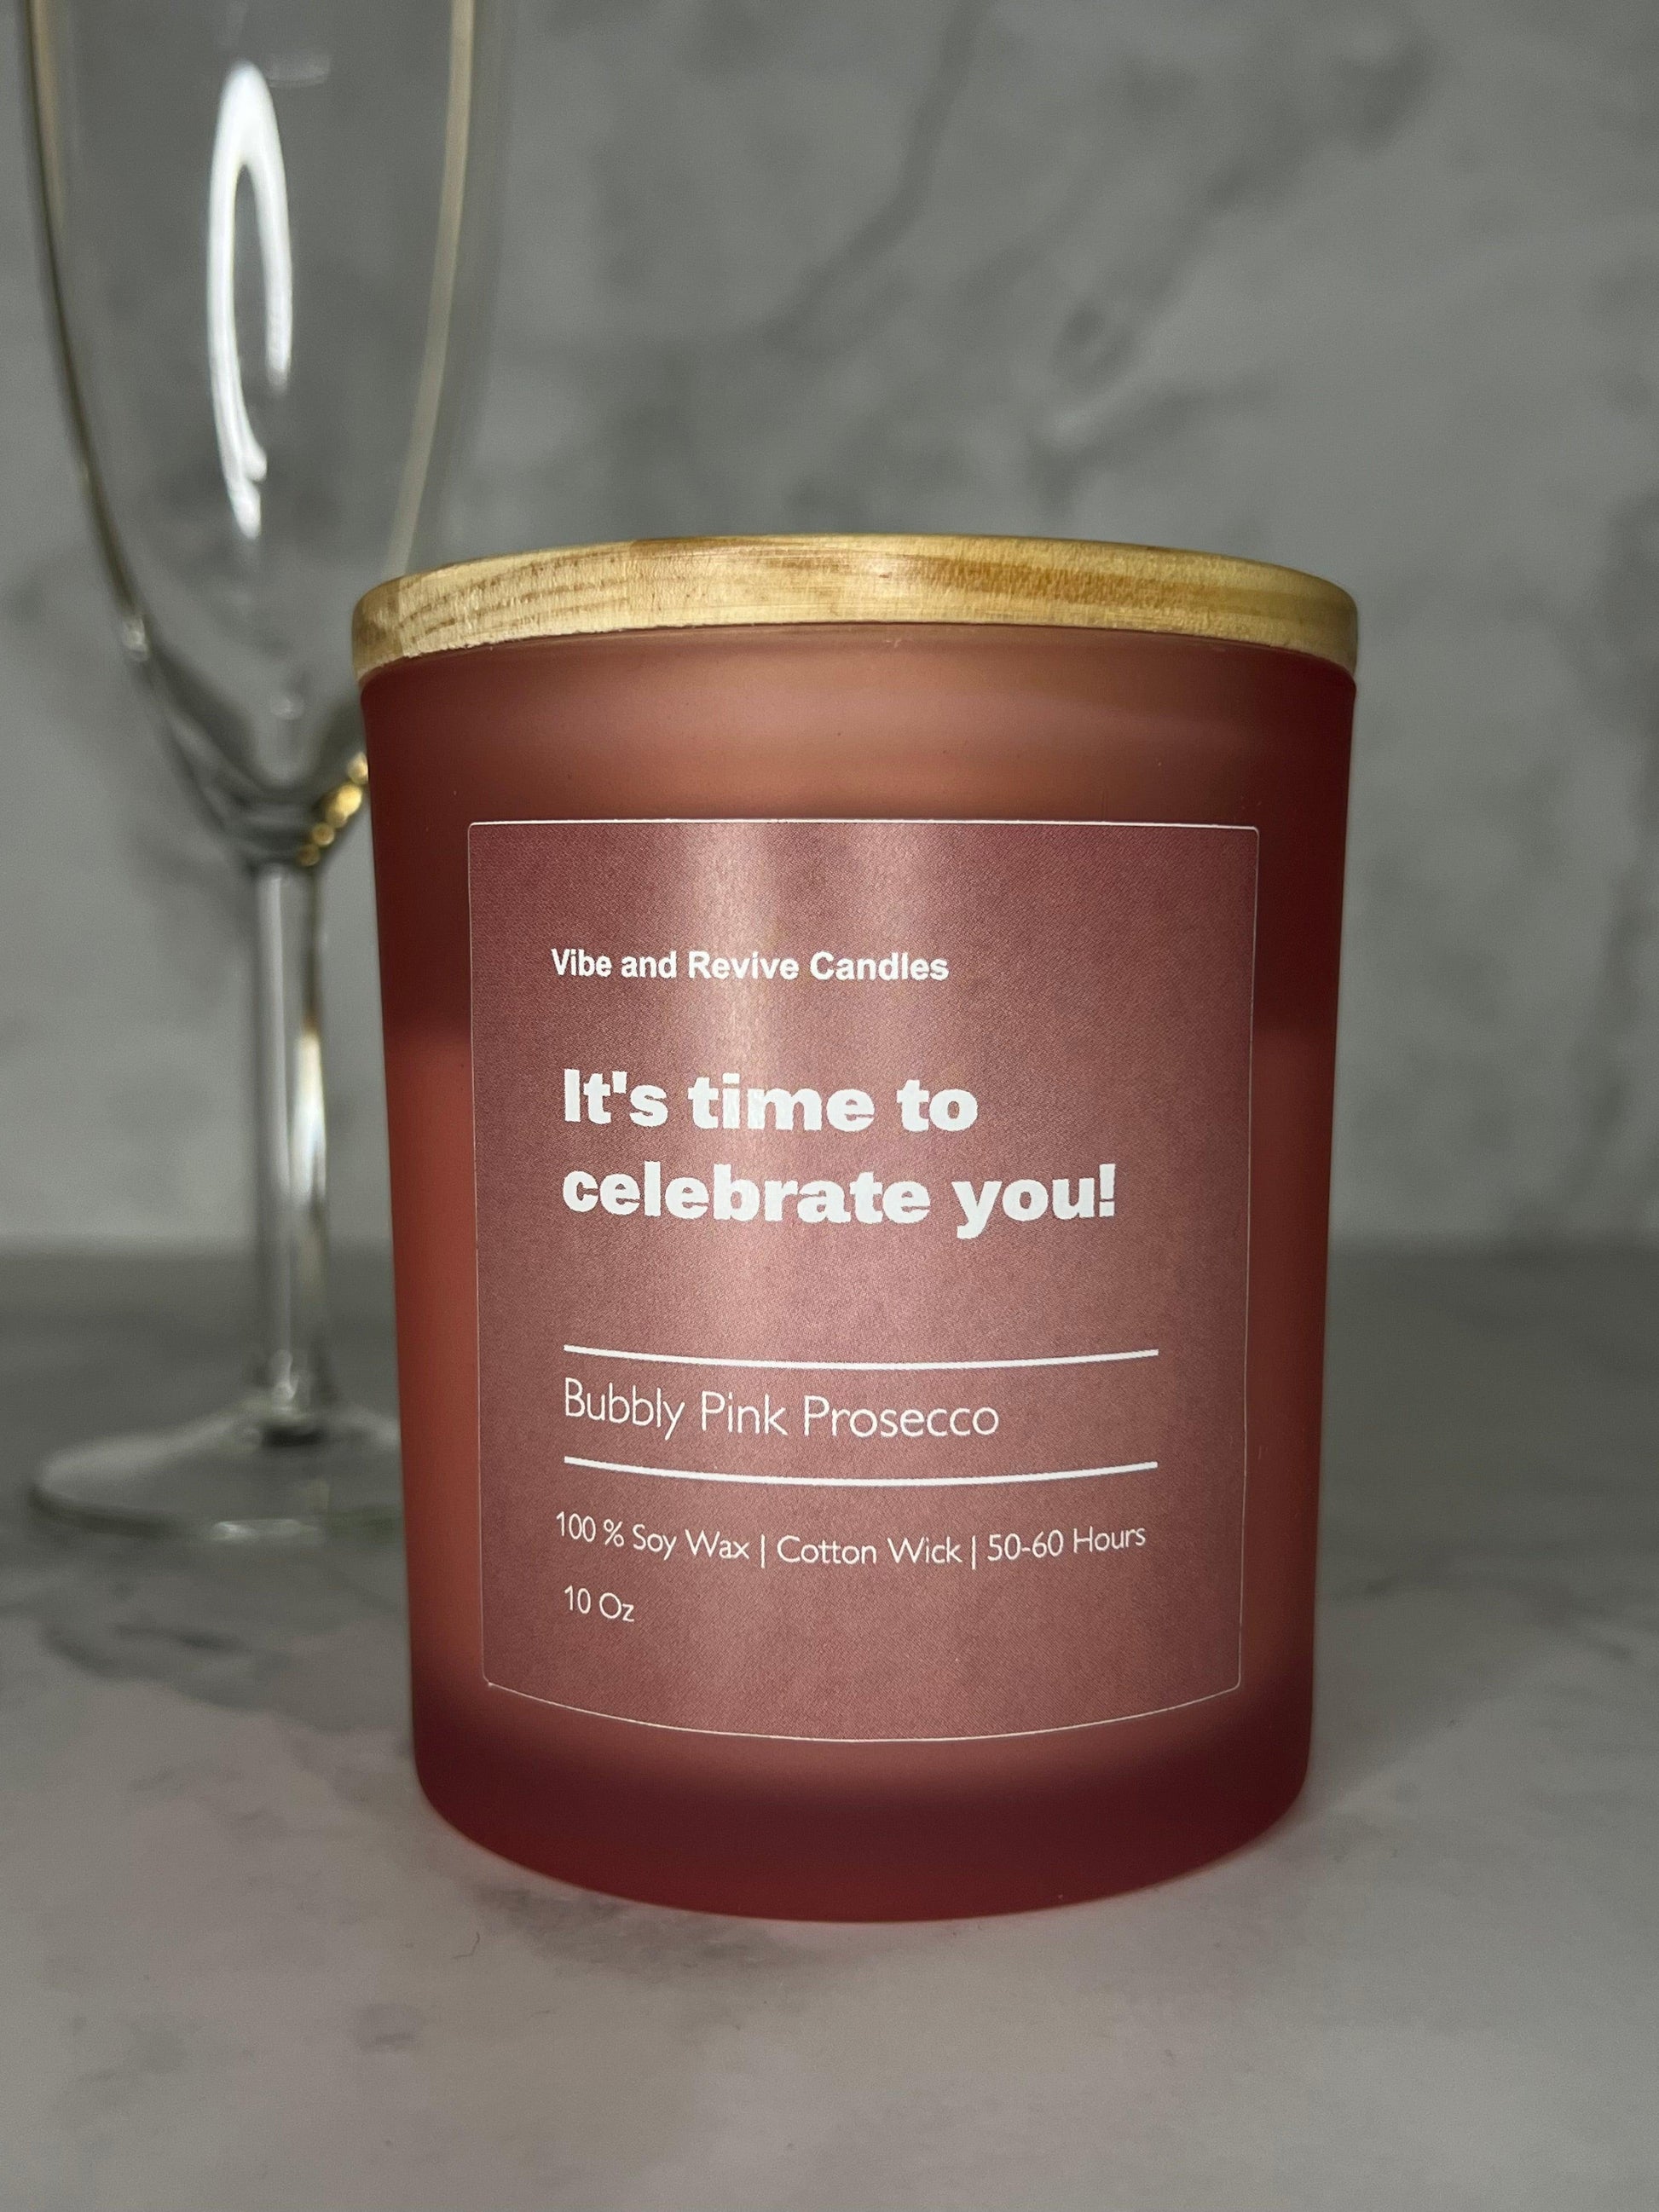 Vibe and Revive Candles
It's time to
celebrate you!
Bubbly Pink Prosecco
100 % Soy Wax | Cotton Wick | 50-60 Hours
10 Oz